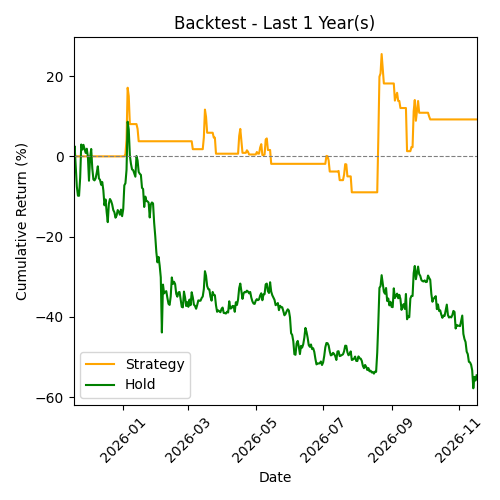 Backtest - Last 1 Year(s)
Cumulative Return (%)
20
0
−20
−40
−60
Strategy
Hold
2026-01
2026-03
2026-05
2026-07
2026-09
2026-11
Date